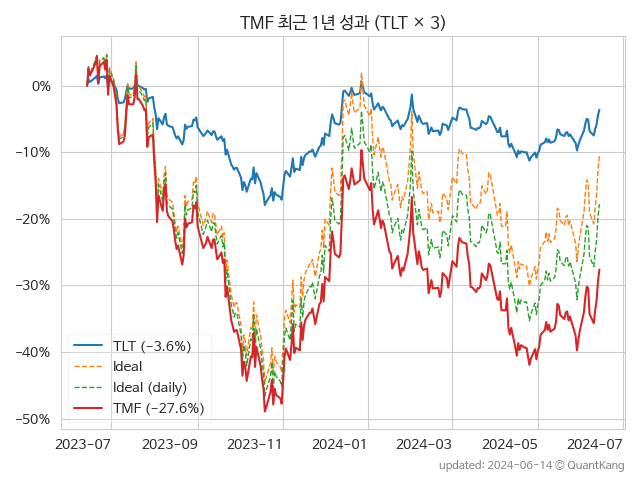 TMF 최근 1년 성과 (TLT × 3)
0%
−10%
−20%
−30%
−40%
−50%
TLT (−3.6%)
Ideal
Ideal (daily)
TMF (−27.6%)
2023-07 2023-09 2023-11 2024-01 2024-03 2024-05 2024-07
updated: 2024-06-14 © QuantKang